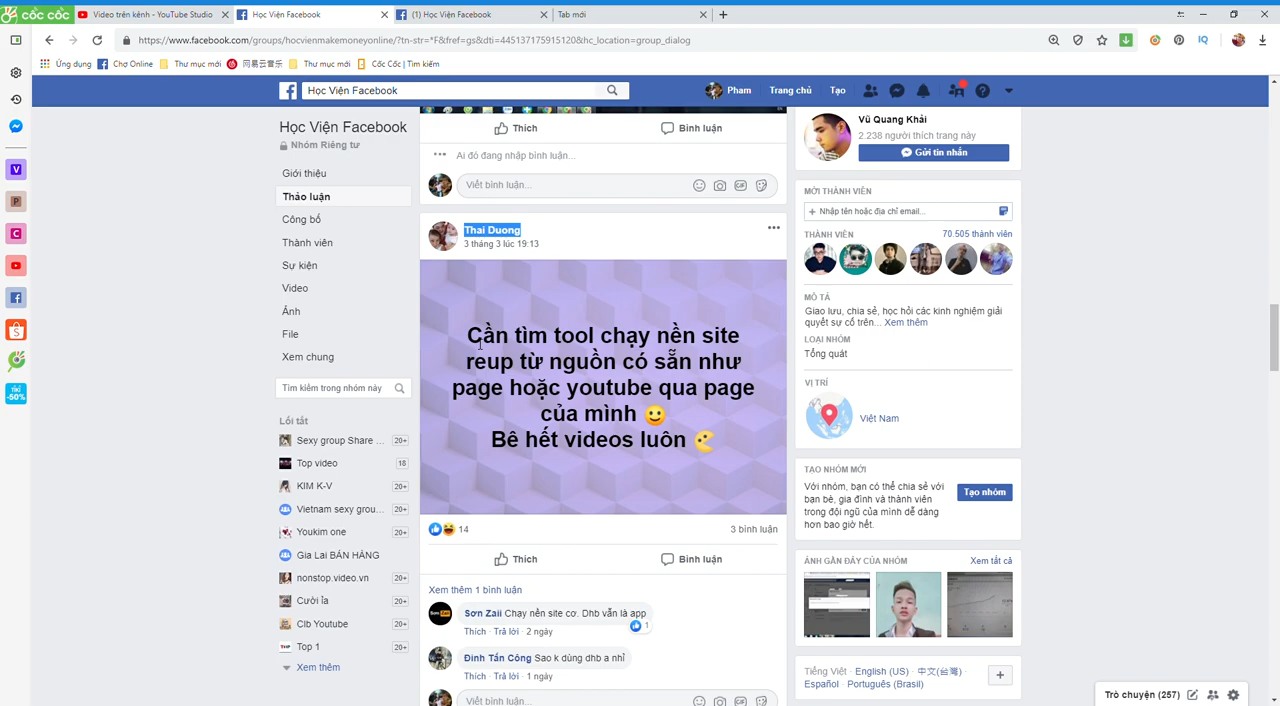 cốc cốc
Video trên kênh - YouTube Studio
Học Viện Facebook
(1) Học Viện Facebook
Tab mới
https://www.facebook.com/groups/hocvienmakemoneyonline/?tn-str=*F&fref=gs&dti=445137175915120&hc_location=group_dialog
Ứng dụng
Chợ Online
Thư mục mới
网易云音乐
Thư mục mới
Cốc Cốc | Tìm kiếm
Học Viện Facebook
Pham
Trang chủ
Tạo
Học Viện Facebook
Nhóm Riêng tư
Giới thiệu
Thảo luận
Công bố
Thành viên
Sự kiện
Video
Ảnh
File
Xem chung
Tìm kiếm trong nhóm này
Lối tắt
Sexy group Share ... 20+
Top video 18
KIM K-V 20+
Vietnam sexy grou... 20+
Youkim one 20+
Gia Lai BÁN HÀNG
nonstop.video.vn 20+
Cười ỉa 20+
Clb Youtube 20+
Top 1 20+
Xem thêm
Thích
Bình luận
Ai đó đang nhập bình luận...
Viết bình luận...
Thai Duong
3 tháng 3 lúc 19:13
Cần tìm tool chạy nền site
reup từ nguồn có sẵn như
page hoặc youtube qua page
của mình 🙂
Bê hết videos luôn
14
3 bình luận
Thích
Bình luận
Xem thêm 1 bình luận
Sơn Zaii Chạy nền site cơ. Dhb vẫn là app
1
Thích · Trả lời · 2 ngày
Đinh Tấn Công Sao k dùng dhb a nhỉ
Thích · Trả lời · 1 ngày
Viết bình luận...
Vũ Quang Khải
2.238 người thích trang này
Gửi tin nhắn
MỜI THÀNH VIÊN
+ Nhập tên hoặc địa chỉ email...
THÀNH VIÊN
70.505 thành viên
MÔ TẢ
Giao lưu, chia sẻ, học hỏi các kinh nghiệm giải
quyết sự cố trên... Xem thêm
LOẠI NHÓM
Tổng quát
VỊ TRÍ
Việt Nam
TẠO NHÓM MỚI
Với nhóm, bạn có thể chia sẻ với
bạn bè, gia đình và thành viên
trong đội ngũ của mình dễ dàng
hơn bao giờ hết.
Tạo nhóm
ẢNH GẦN ĐÂY CỦA NHÓM
Xem tất cả
Tiếng Việt · English (US) · 中文(台灣) ·
Español · Português (Brasil)
Trò chuyện (257)